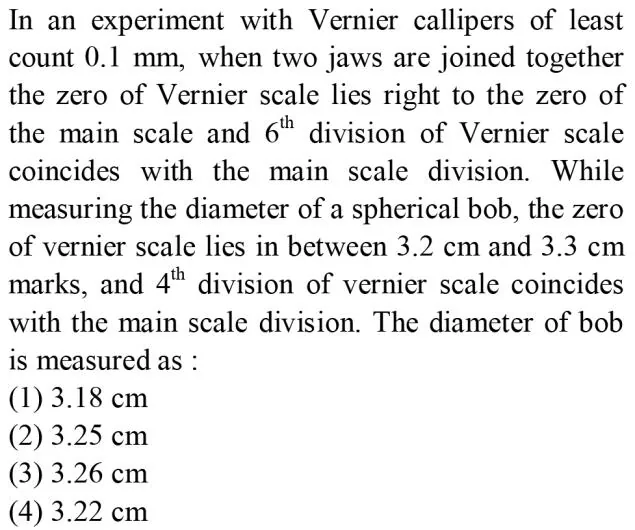 In an experiment with Vernier callipers of least
count 0.1 mm, when two jaws are joined together
the zero of Vernier scale lies right to the zero of
the main scale and 6th division of Vernier scale
coincides with the main scale division. While
measuring the diameter of a spherical bob, the zero
of vernier scale lies in between 3.2 cm and 3.3 cm
marks, and 4th division of vernier scale coincides
with the main scale division. The diameter of bob
is measured as :
(1) 3.18 cm
(2) 3.25 cm
(3) 3.26 cm
(4) 3.22 cm